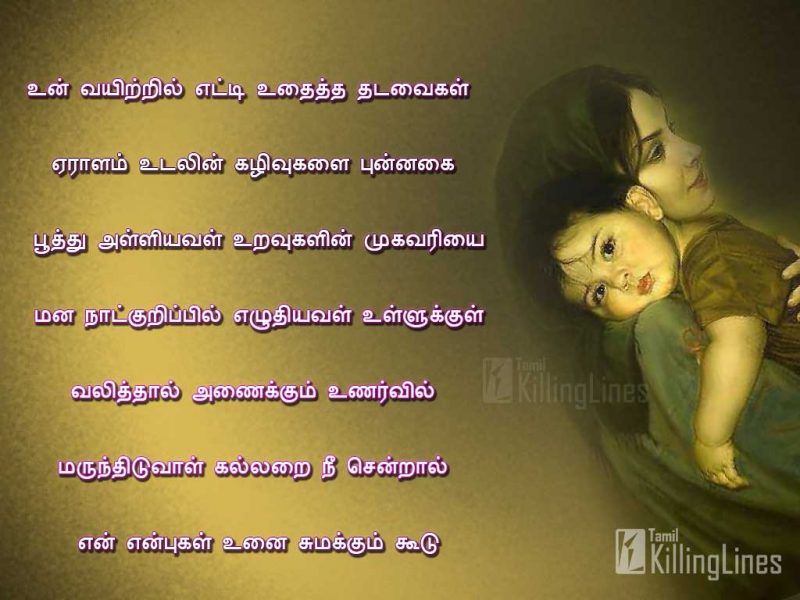 உன் வயிற்றில் எட்டி உதைத்த தடவைகள்
ஏராளம் உடலின் கழிவுகளை புன்னகை
பூத்து அள்ளியவள் உறவுகளின் முகவரியை
மன நாட்குறிப்பில் எழுதியவள் உள்ளுக்குள்
வலித்தால் அணைக்கும் உணர்வில்
மருந்திடுவாள் கல்லறை நீ சென்றால்
என் என்புகள் உனை சுமக்கும் கூடு
Tamil
KillingLines
Tamil
KillingLines